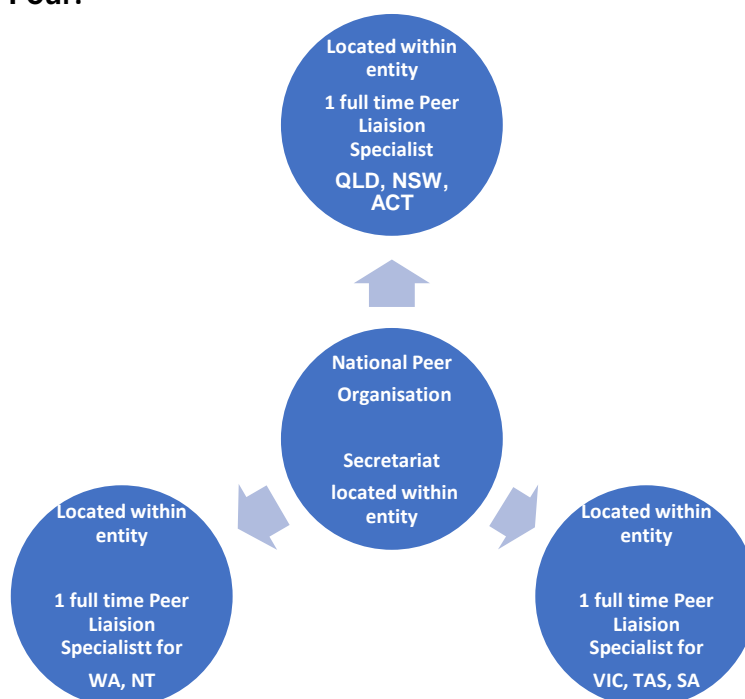 Four:
Located within
entity
1 full time Peer
Liaision
Specialist
QLD, NSW,
ACT
National Peer
Organisation
Secretariat
located within
entity
Located within
entity
1 full time Peer
Liaision
Specialistt for
WA, NT
Located within
entity
1 full time Peer
Liaision
Specialist for
VIC, TAS, SA